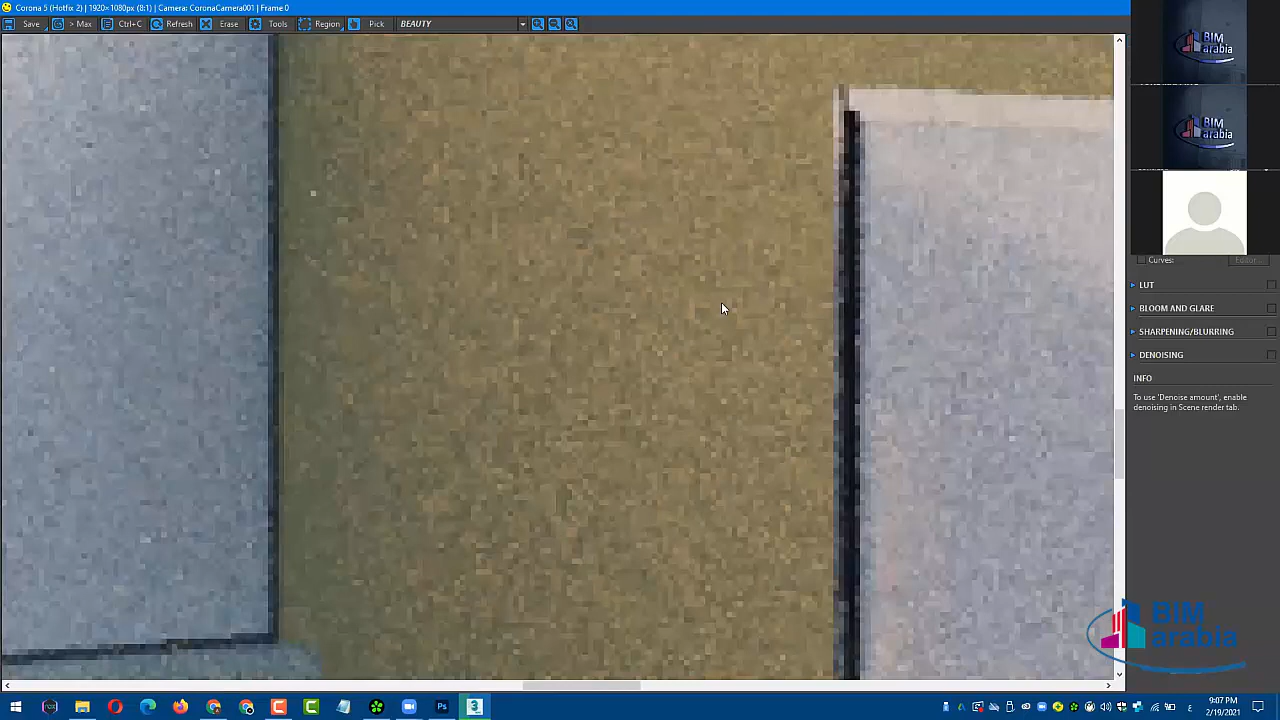 Corona 5 (Hotfix 2) | 1920×1080px (8:1) | Camera: CoronaCamera001 | Frame 0
Save > Max Ctrl+C Refresh Erase Tools Region Pick BEAUTY
BIM
arabia
BIM
arabia
Curves: Editor...
LUT
BLOOM AND GLARE
SHARPENING/BLURRING
DENOISING
INFO
To use 'Denoise amount', enable
denoising in Scene render tab.
BIM
arabia
9:07 PM
2/19/2021